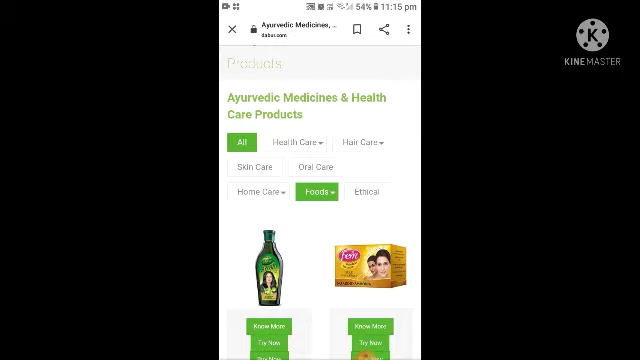 54% 11:15 pm
Ayurvedic Medicines, ...
dabur.com
Products
Ayurvedic Medicines & Health
Care Products
All Health Care Hair Care
Skin Care Oral Care
Home Care Foods Ethical
fem
Know More Know More
Try Now Try Now
K
KINEMASTER